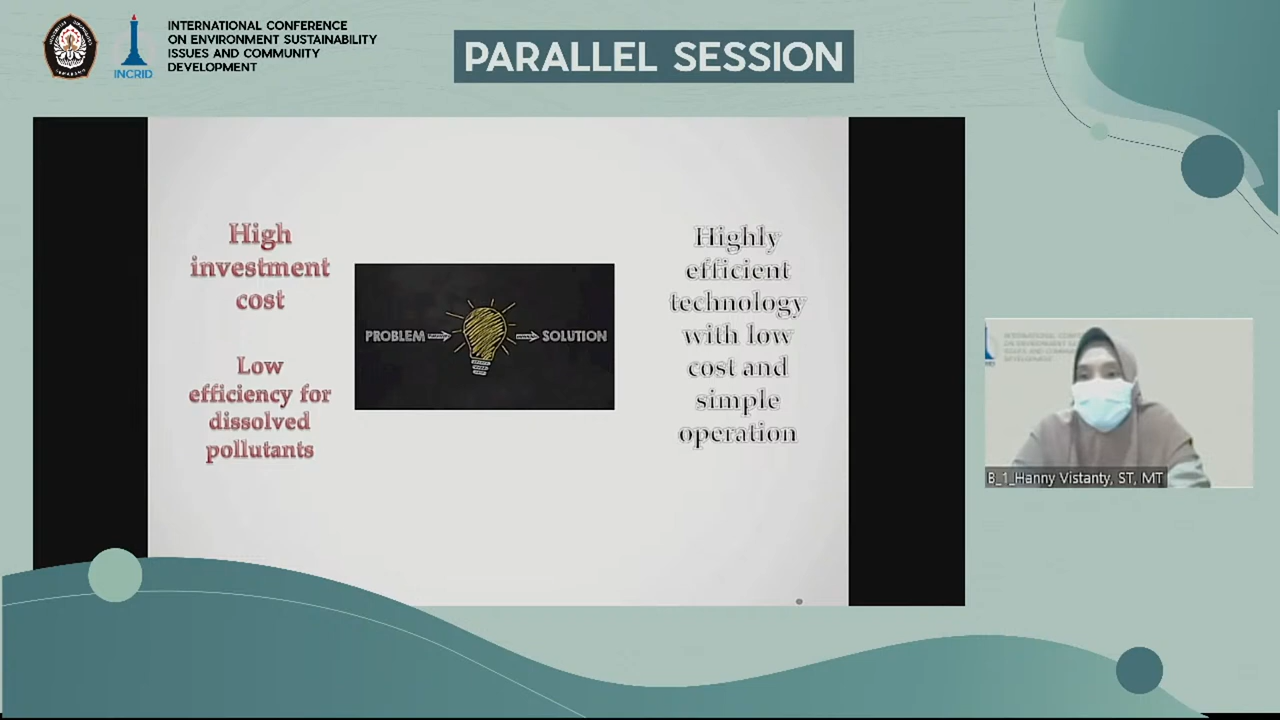 INTERNATIONAL CONFERENCE
ON ENVIRONMENT SUSTAINABILITY
ISSUES AND COMMUNITY
DEVELOPMENT
INCRID
PARALLEL SESSION
High
investment
cost
Low
efficiency for
dissolved
pollutants
PROBLEM
SOLUTION
Highly
efficient
technology
with low
cost and
simple
operation
B_1_Hanny Vistanty, ST, MT